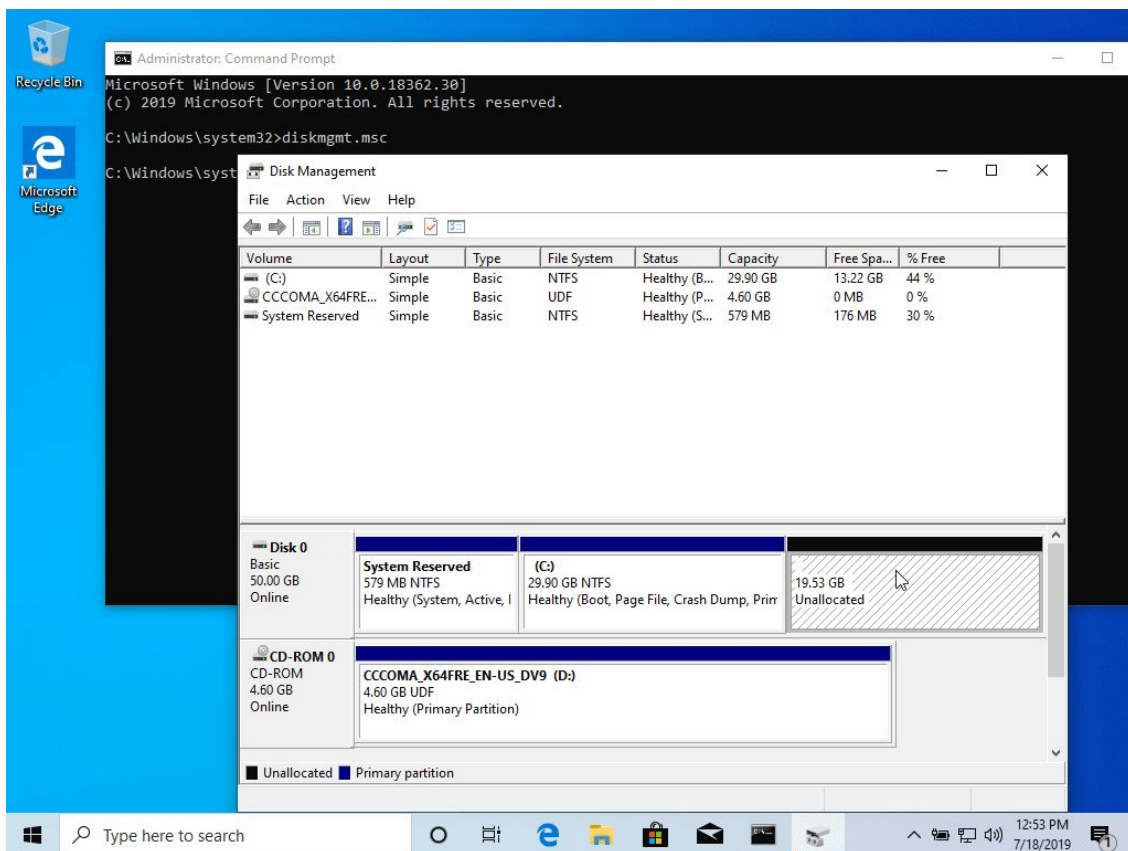 Recycle Bin
Microsoft
Edge
Administrator: Command Prompt
Microsoft Windows [Version 10.0.18362.30]
(c) 2019 Microsoft Corporation. All rights reserved.
C:\Windows\system32>diskmgmt.msc
C:\Windows\syst
Disk Management
File Action View Help
Volume Layout Type File System Status Capacity Free Spa... % Free
(C:) Simple Basic NTFS Healthy (B... 29.90 GB 13.22 GB 44 %
CCCOMA_X64FRE... Simple Basic UDF Healthy (P... 4.60 GB 0 MB 0 %
System Reserved Simple Basic NTFS Healthy (S... 579 MB 176 MB 30 %
Disk 0
Basic
50.00 GB
Online
System Reserved
579 MB NTFS
Healthy (System, Active, I
(C:)
29.90 GB NTFS
Healthy (Boot, Page File, Crash Dump, Prin
19.53 GB
Unallocated
CD-ROM 0
CD-ROM
4.60 GB
Online
CCCOMA_X64FRE_EN-US_DV9 (D:)
4.60 GB UDF
Healthy (Primary Partition)
Unallocated Primary partition
Type here to search
12:53 PM
7/18/2019
1